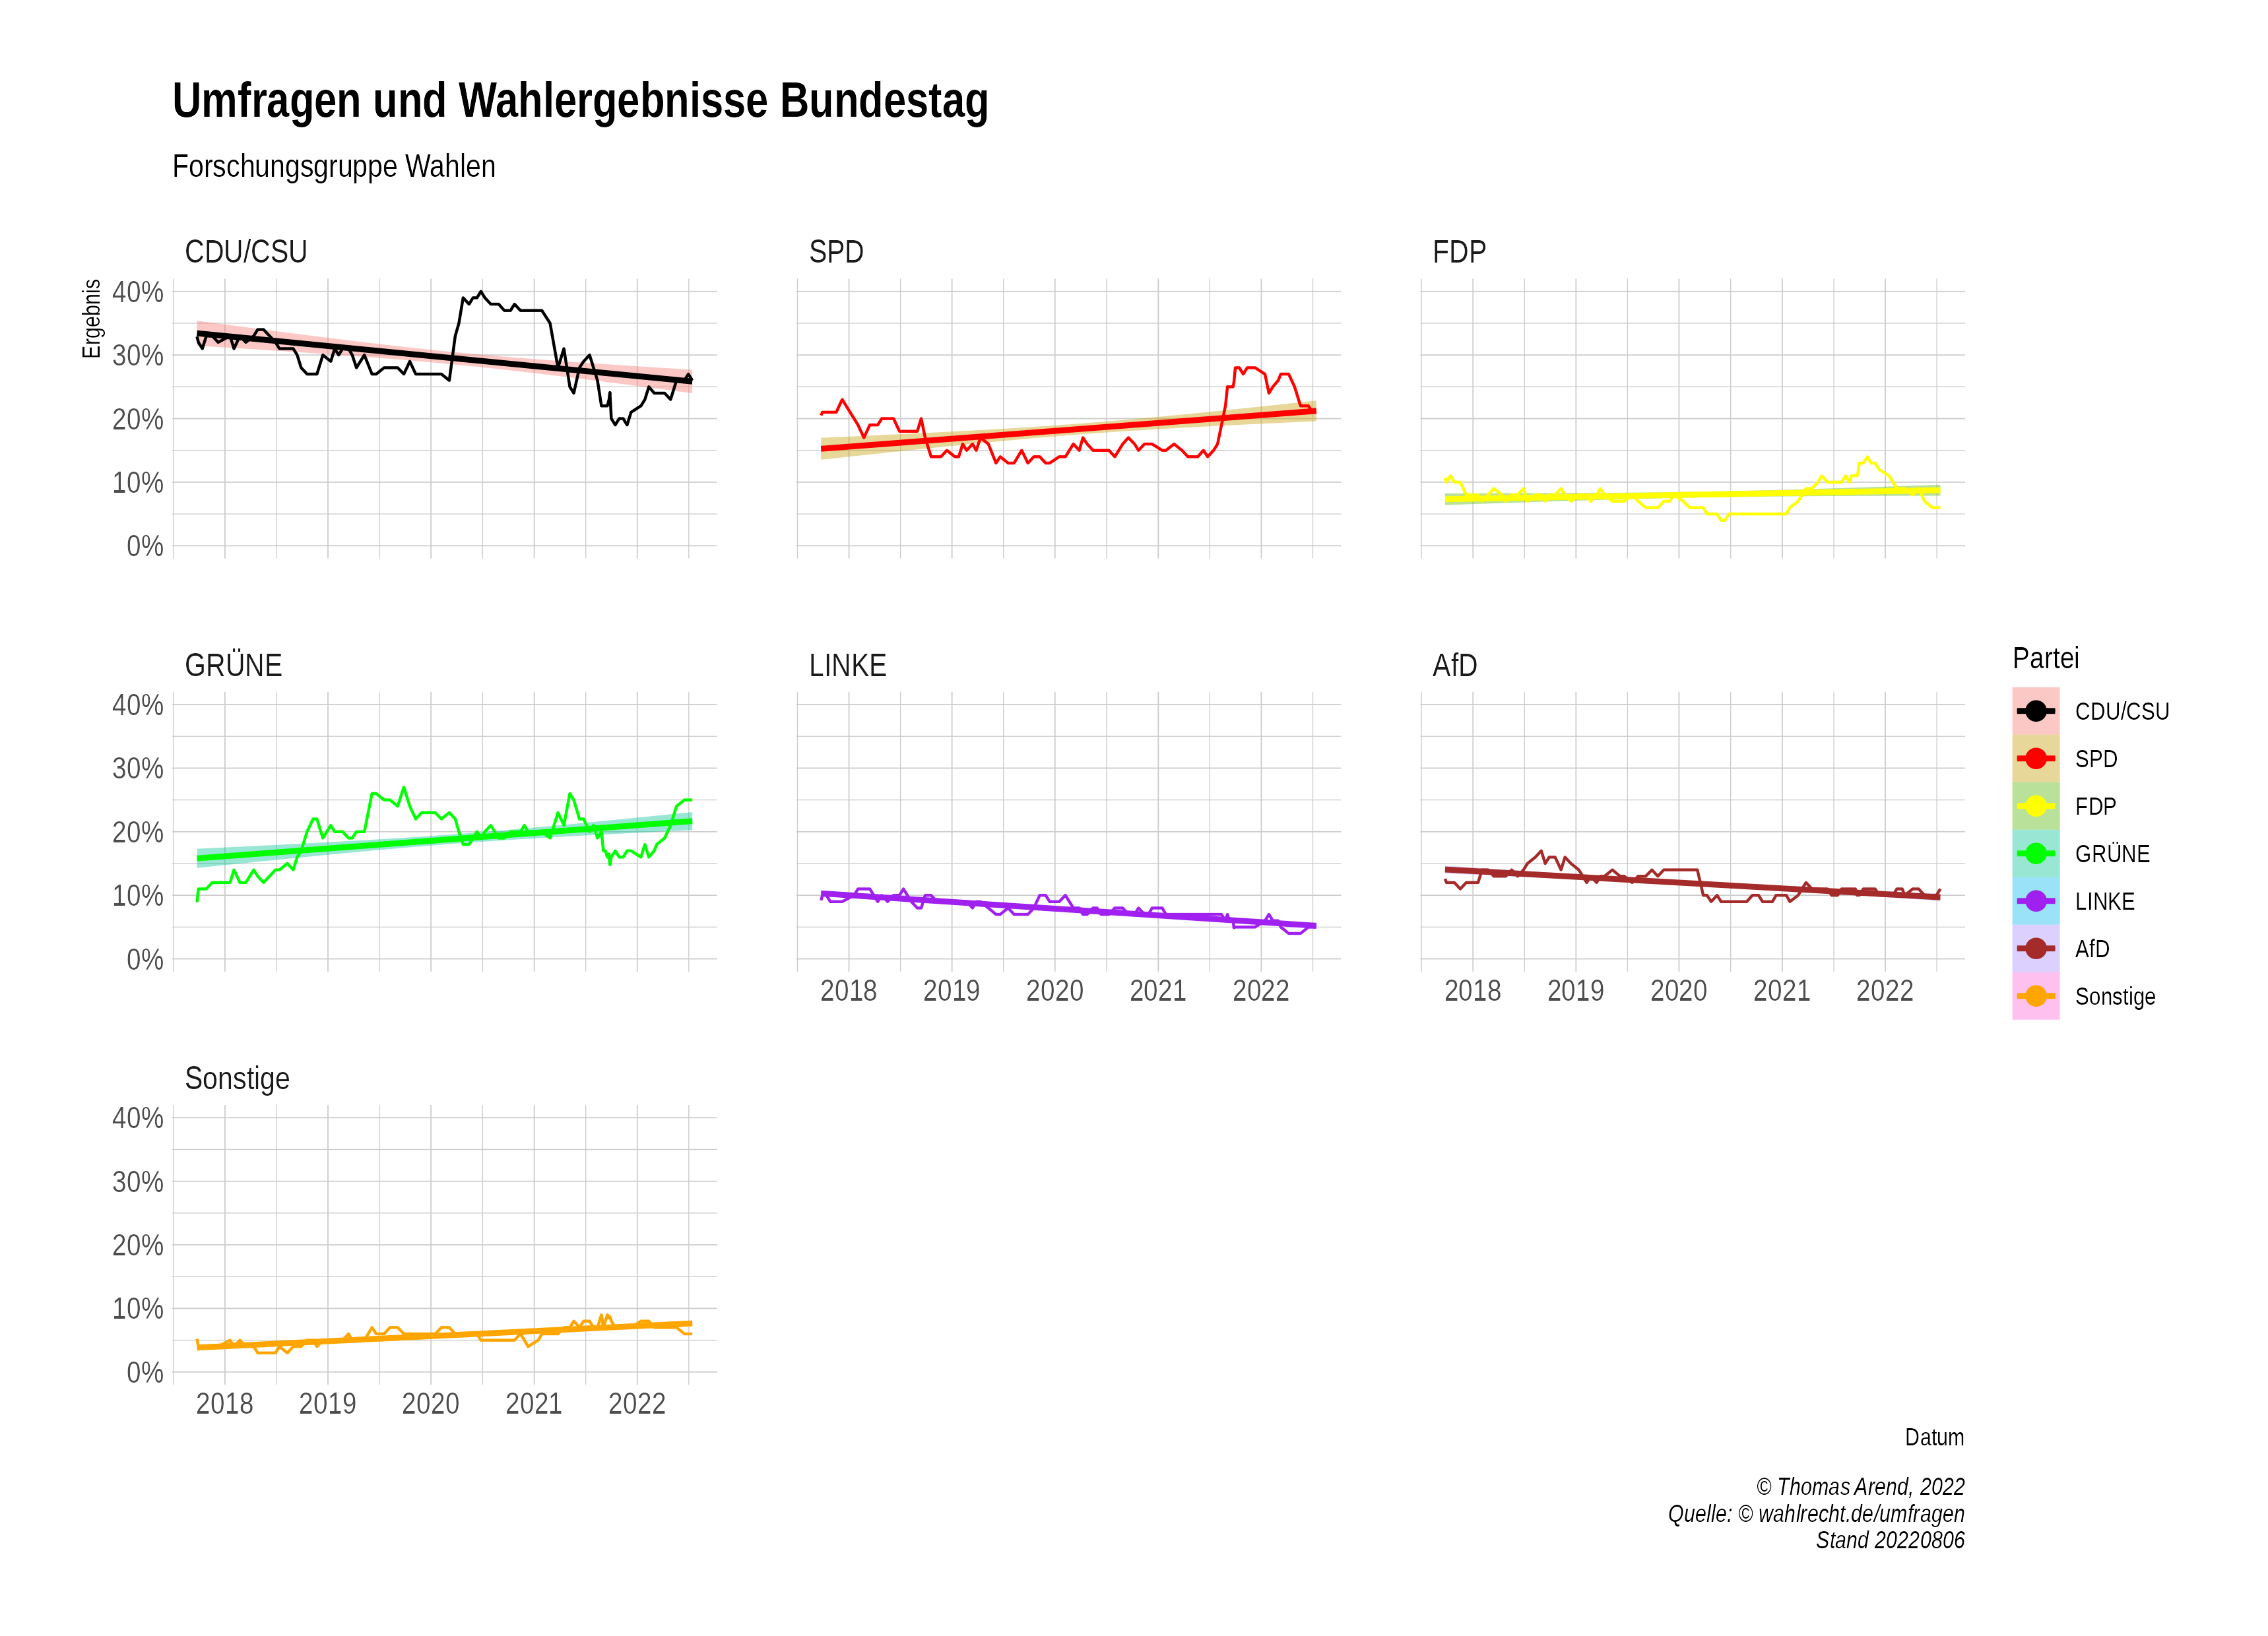 Umfragen und Wahlergebnisse Bundestag
Forschungsgruppe Wahlen
CDU/CSU
SPD
FDP
Ergebnis
40%
30%
20%
10%
0%
GRÜNE
LINKE
AfD
40%
30%
20%
10%
0%
2018 2019 2020 2021 2022
2018 2019 2020 2021 2022
Partei
CDU/CSU
SPD
FDP
GRÜNE
LINKE
AfD
Sonstige
Sonstige
40%
30%
20%
10%
0%
2018 2019 2020 2021 2022
Datum
© Thomas Arend, 2022
Quelle: © wahlrecht.de/umfragen
Stand 20220806